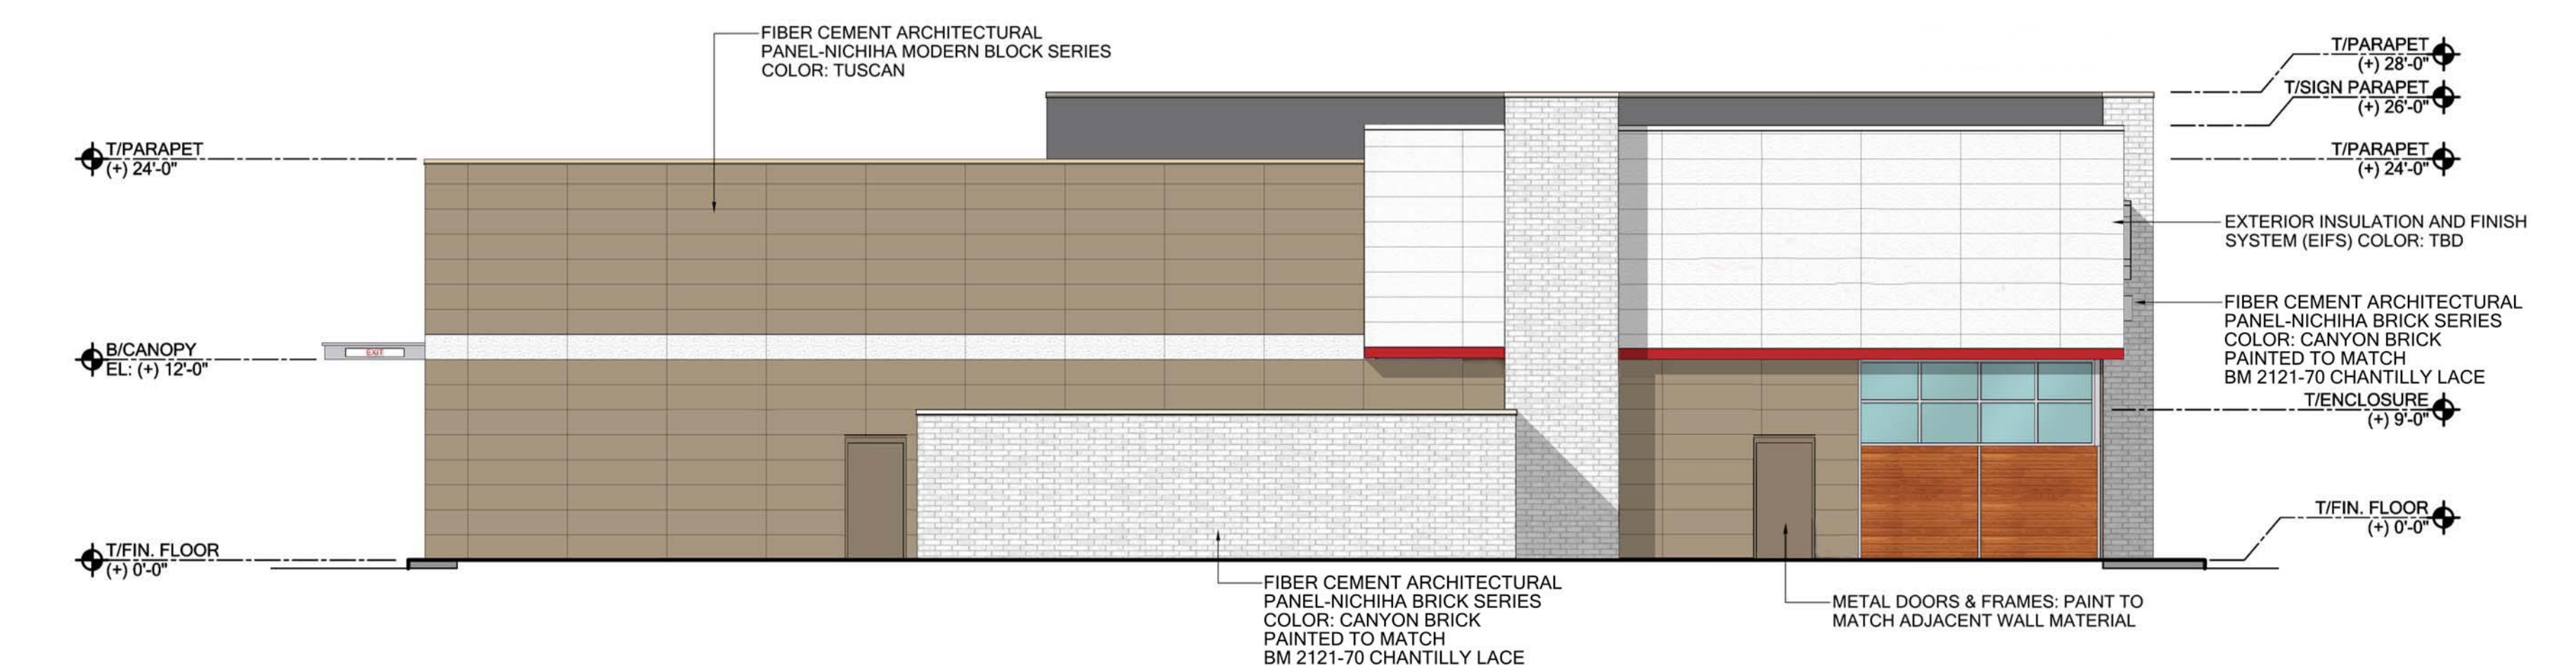 FIBER CEMENT ARCHITECTURAL
PANEL-NICHIHA MODERN BLOCK SERIES
COLOR: TUSCAN
T/PARAPET
(+) 28'-0"
T/SIGN PARAPET
(+) 26'-0"
T/PARAPET
(+) 24'-0"
T/PARAPET
(+) 24'-0"
EXTERIOR INSULATION AND FINISH
SYSTEM (EIFS) COLOR: TBD
FIBER CEMENT ARCHITECTURAL
PANEL-NICHIHA BRICK SERIES
COLOR: CANYON BRICK
PAINTED TO MATCH
BM 2121-70 CHANTILLY LACE
B/CANOPY
EL: (+) 12'-0"
EXIT
T/ENCLOSURE
(+) 9'-0"
T/FIN. FLOOR
(+) 0'-0"
T/FIN. FLOOR
(+) 0'-0"
FIBER CEMENT ARCHITECTURAL
PANEL-NICHIHA BRICK SERIES
COLOR: CANYON BRICK
PAINTED TO MATCH
BM 2121-70 CHANTILLY LACE
METAL DOORS & FRAMES: PAINT TO
MATCH ADJACENT WALL MATERIAL